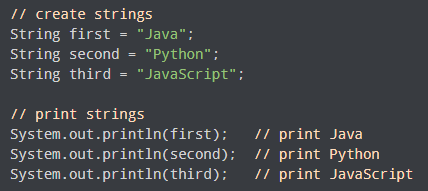 // create strings
String first = "Java";
String second = "Python";
String third = "JavaScript";

// print strings
System.out.println(first);   // print Java
System.out.println(second);  // print Python
System.out.println(third);   // print JavaScript